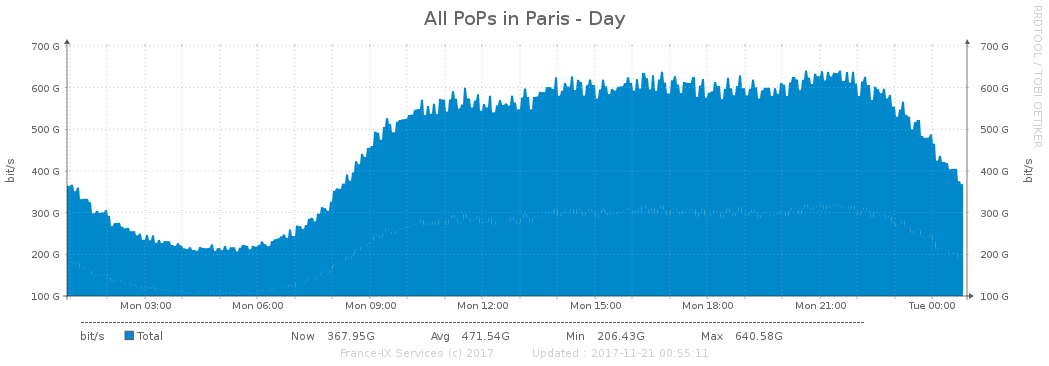 All PoPs in Paris - Day
RRDTOOL / TOBI OETIKER
bit/s
700 G
600 G
500 G
400 G
300 G
200 G
100 G
700 G
600 G
500 G
400 G
300 G
200 G
100 G
bit/s
Mon 03:00 Mon 06:00 Mon 09:00 Mon 12:00 Mon 15:00 Mon 18:00 Mon 21:00 Tue 00:00
bit/s Total Now 367.95G Avg 471.54G Min 206.43G Max 640.58G
France-IX Services (c) 2017 Updated : 2017-11-21 00:55:11